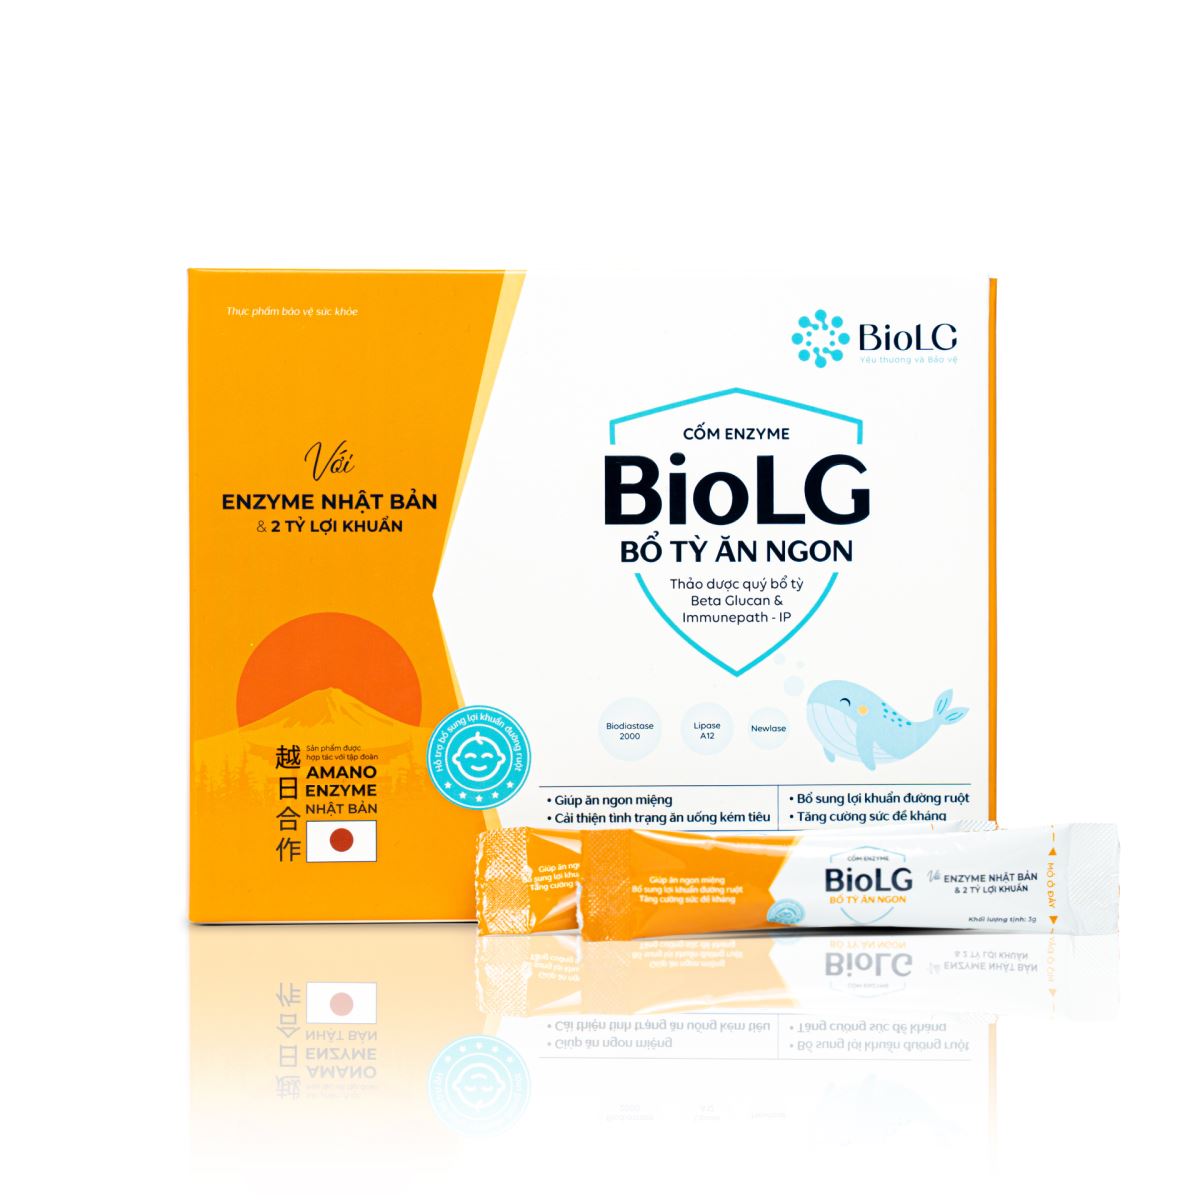 Thực phẩm bảo vệ sức khỏe
Với
ENZYME NHẬT BẢN
& 2 TỶ LỢI KHUẨN
越日合作
Sản phẩm được
hợp tác với tập đoàn
AMANO
ENZYME
NHẬT BẢN
Hỗ trợ bổ sung lợi khuẩn đường ruột
BioLG
Yêu thương và Bảo vệ
CỐM ENZYME
BioLG
BỔ TỲ ĂN NGON
Thảo dược quý bổ tỳ
Beta Glucan &
Immunepath - IP
Biodiastase
2000
Lipase
A12
Newlase
• Giúp ăn ngon miệng
• Cải thiện tình trạng ăn uống kém tiêu
• Bổ sung lợi khuẩn đường ruột
• Tăng cường sức đề kháng
Giúp ăn ngon miệng
Bổ sung lợi khuẩn đường ruột
Tăng cường sức đề kháng
CỐM ENZYME
BioLG
BỔ TỲ ĂN NGON
Với ENZYME NHẬT BẢN
& 2 TỶ LỢI KHUẨN
Khối lượng tịnh: 3g
MỞ Ở ĐÂY